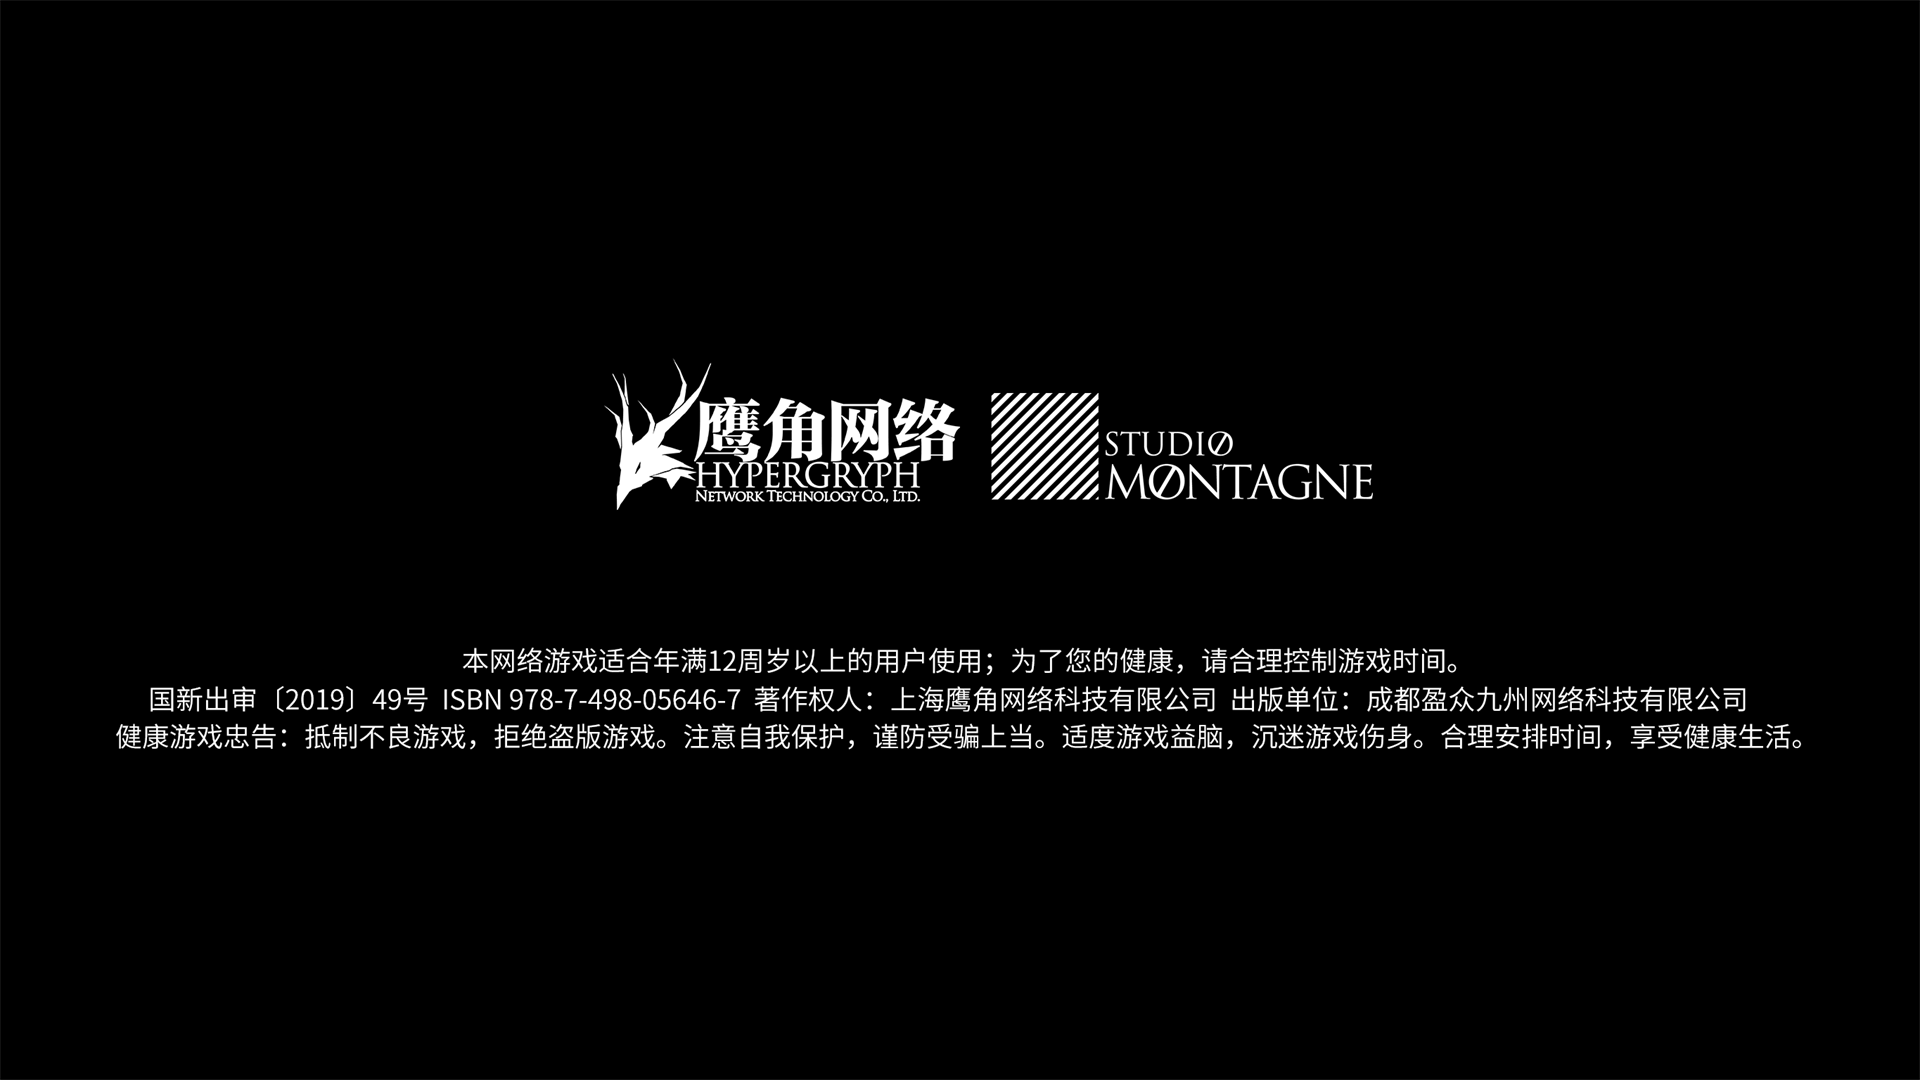 鹰角网络
HYPERGRYPH
NETWORK TECHNOLOGY CO., LTD.
STUDIØ
MØNTAGNE
本网络游戏适合年满12周岁以上的用户使用；为了您的健康，请合理控制游戏时间。
国新出审〔2019〕49号 ISBN 978-7-498-05646-7 著作权人：上海鹰角网络科技有限公司 出版单位：成都盈众九州网络科技有限公司
健康游戏忠告：抵制不良游戏，拒绝盗版游戏。注意自我保护，谨防受骗上当。适度游戏益脑，沉迷游戏伤身。合理安排时间，享受健康生活。